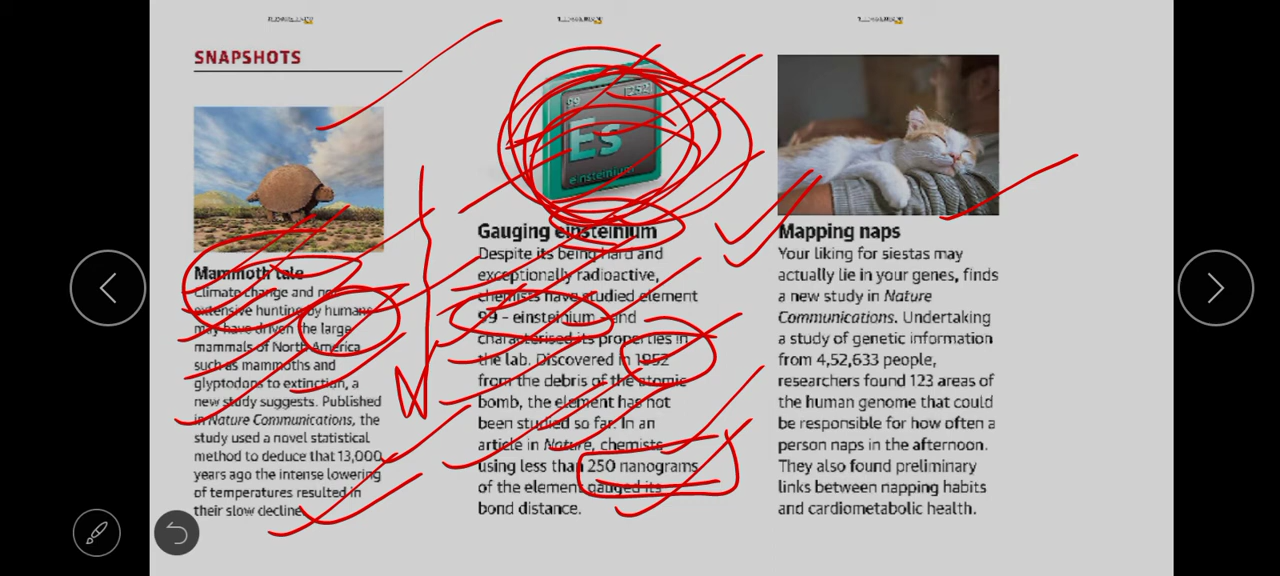 SNAPSHOTS
Mammoth tale
Climate change and not
extensive hunting by humans
may have driven the large
mammals of North America
such as mammoths and
glyptodons to extinction, a
new study suggests. Published
in Nature Communications, the
study used a novel statistical
method to deduce that 13,000
years ago the intense lowering
of temperatures resulted in
their slow decline.
99
(252)
Es
einsteinium
Gauging einsteinium
Despite its being hard and
exceptionally radioactive,
chemists have studied element
99 – einsteinium – and
characterised its properties in
the lab. Discovered in 1952
from the debris of the atomic
bomb, the element has not
been studied so far. In an
article in Nature, chemists
using less than 250 nanograms
of the element gauged its
bond distance.
Mapping naps
Your liking for siestas may
actually lie in your genes, finds
a new study in Nature
Communications. Undertaking
a study of genetic information
from 4,52,633 people,
researchers found 123 areas of
the human genome that could
be responsible for how often a
person naps in the afternoon.
They also found preliminary
links between napping habits
and cardiometabolic health.